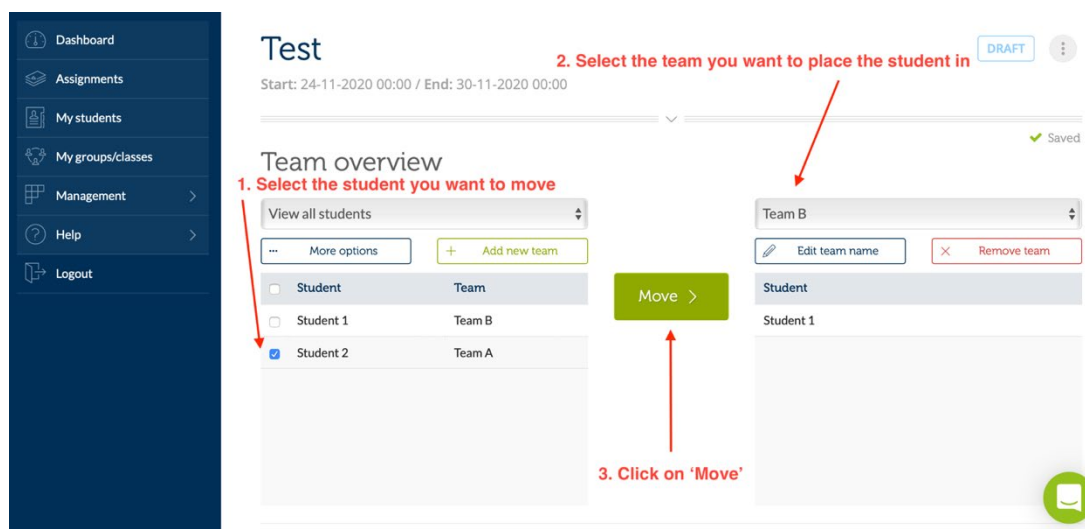 Dashboard
Assignments
My students
My groups/classes
Management
Help
Logout
Test
DRAFT
2. Select the team you want to place the student in
Start: 24-11-2020 00:00 / End: 30-11-2020 00:00
Saved
Team overview
1. Select the student you want to move
View all students
More options
Add new team
Student Team
Student 1 Team B
Student 2 Team A
Move
3. Click on ‘Move’
Team B
Edit team name
Remove team
Student
Student 1